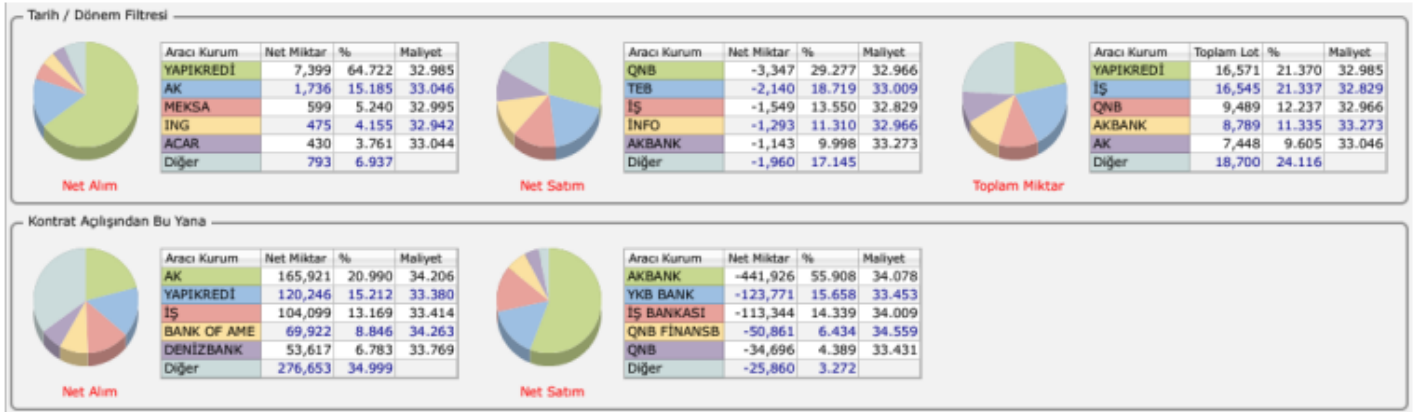 Tarih / Dönem Filtresi
Aracı Kurum Net Miktar % Maliyet
YAPIKREDİ 7,399 64.722 32.985
AK 1,736 15.185 33.046
MEKSA 599 5.240 32.995
ING 475 4.155 32.942
ACAR 430 3.761 33.044
Diğer 793 6.937
Net Alım
Aracı Kurum Net Miktar % Maliyet
QNB -3,347 29.277 32.966
TEB -2,140 18.719 33.009
İŞ -1,549 13.550 32.829
İNFO -1,293 11.310 32.966
AKBANK -1,143 9.998 33.273
Diğer -1,960 17.145
Net Satım
Aracı Kurum Toplam Lot % Maliyet
YAPIKREDİ 16,571 21.370 32.985
İŞ 16,545 21.337 32.829
QNB 9,489 12.237 32.966
AKBANK 8,789 11.335 33.273
AK 7,448 9.605 33.046
Diğer 18,700 24.116
Toplam Miktar
Kontrat Açılışından Bu Yana
Aracı Kurum Net Miktar % Maliyet
AK 165,921 20.990 34.206
YAPIKREDİ 120,246 15.212 33.380
İŞ 104,099 13.169 33.414
BANK OF AME 69,922 8.846 34.263
DENİZBANK 53,617 6.783 33.769
Diğer 276,653 34.999
Net Alım
Aracı Kurum Net Miktar % Maliyet
AKBANK -441,926 55.908 34.078
YKB BANK -123,771 15.658 33.453
İŞ BANKASI -113,344 14.339 34.009
QNB FİNANSB -50,861 6.434 34.559
QNB -34,696 4.389 33.431
Diğer -25,860 3.272
Net Satım